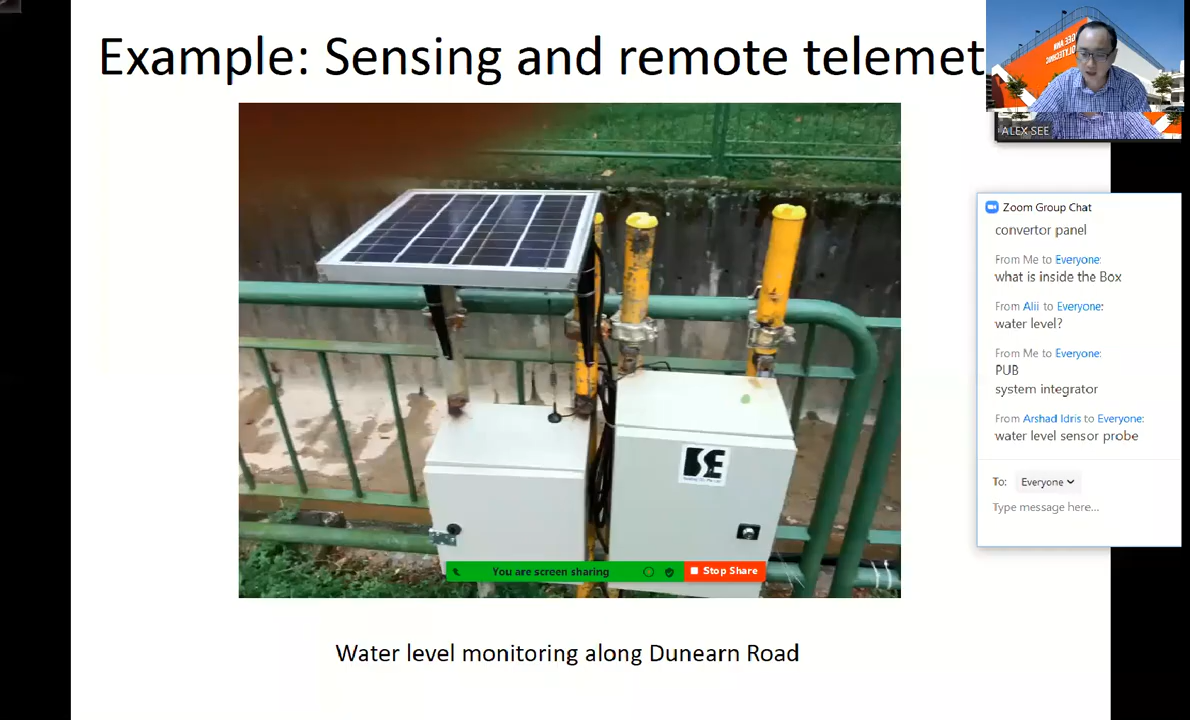 Example: Sensing and remote telemet
ALEX SEE
Zoom Group Chat
convertor panel
From Me to Everyone:
what is inside the Box
From Alii to Everyone:
water level?
From Me to Everyone:
PUB
system integrator
From Arshad Idris to Everyone:
water level sensor probe
To: Everyone
Type message here...
BE
You are screen sharing
Stop Share
Water level monitoring along Dunearn Road